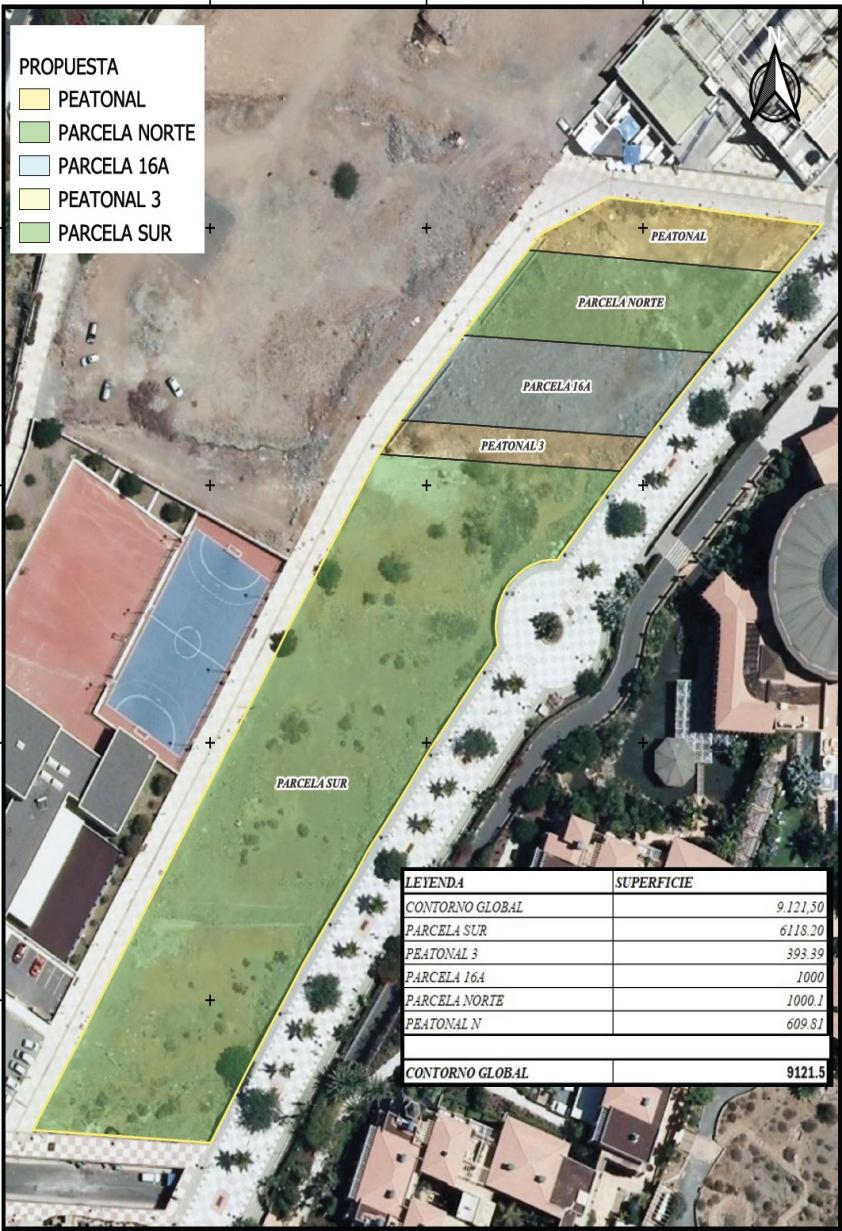 N
PROPUESTA
PEATONAL
PARCELA NORTE
PARCELA 16A
PEATONAL 3
PARCELA SUR
PEATONAL
PARCELA NORTE
PARCELA 16A
PEATONAL 3
PARCELA SUR
LEYENDA SUPERFICIE
CONTORNO GLOBAL 9.121,50
PARCELA SUR 6118.20
PEATONAL 3 393.39
PARCELA 16A 1000
PARCELA NORTE 1000.1
PEATONAL N 609.81
CONTORNO GLOBAL 9121.5